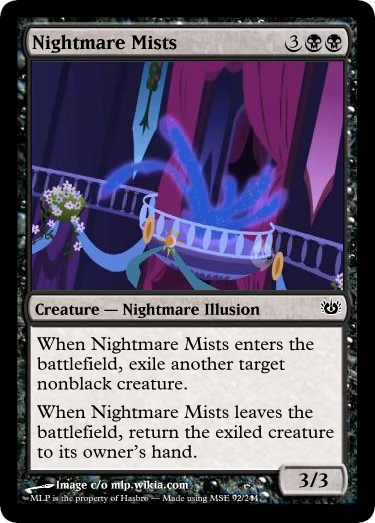 Nightmare Mists 3
Creature — Nightmare Illusion
When Nightmare Mists enters the
battlefield, exile another target
nonblack creature.
When Nightmare Mists leaves the
battlefield, return the exiled creature
to its owner's hand.
3/3
Image c/o mlp.wikia.com
MLP is the property of Hasbro — Made using MSE 92/244